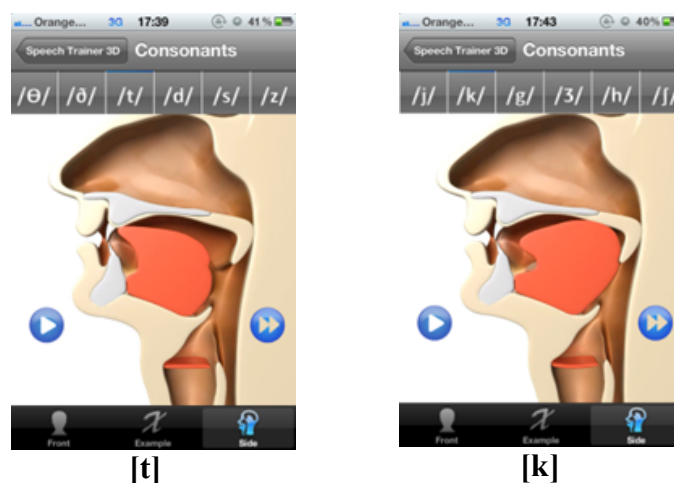 Orange... 3G 17:39 41%
Speech Trainer 3D Consonants
/Θ/ /ð/ /t/ /d/ /s/ /z/
Front Example Side
[t]
Orange... 3G 17:43 40%
Speech Trainer 3D Consonants
/j/ /k/ /g/ /ʒ/ /h/ /ʃ/
Front Example Side
[k]